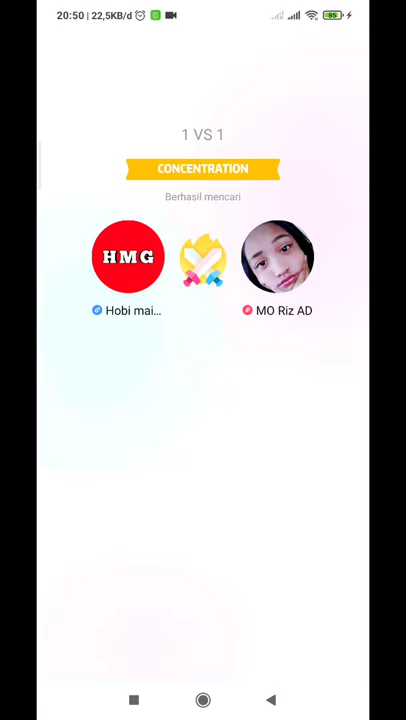 20:50 | 22,5KB/d
85
1 VS 1
CONCENTRATION
Berhasil mencari
HMG
Hobi mai...
MO Riz AD